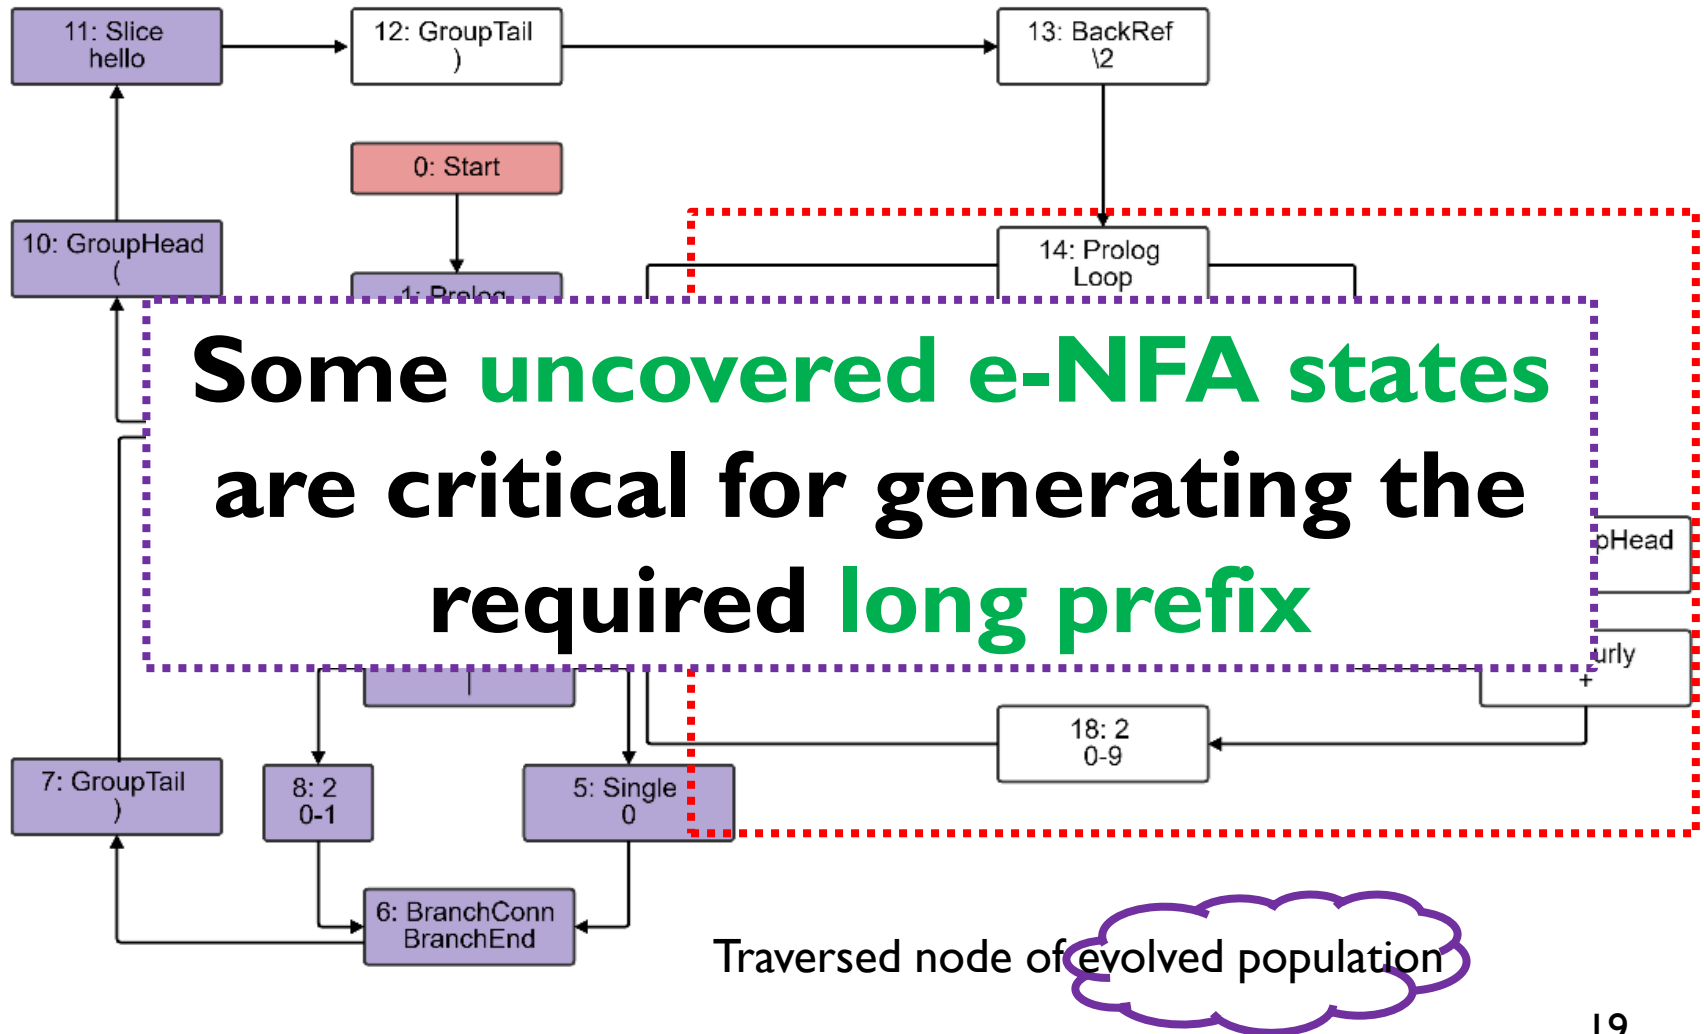 11: Slice
hello
12: GroupTail
)
13: BackRef
\2
0: Start
10: GroupHead
(
14: Prolog
Loop
1: Prolog
Some uncovered e-NFA states
are critical for generating the
required long prefix
pHead
urly
+
|
18: 2
0-9
7: GroupTail
)
8: 2
0-1
5: Single
0
6: BranchConn
BranchEnd
Traversed node of evolved population
19